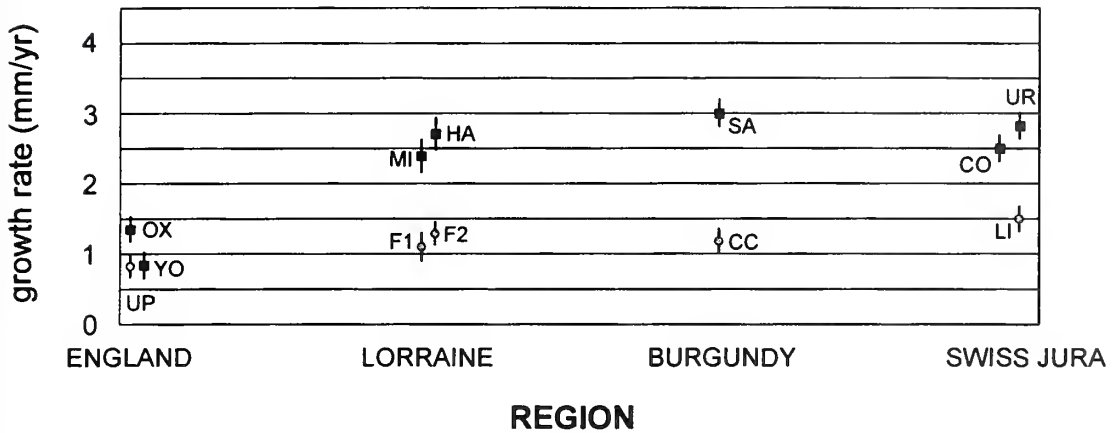 growth rate (mm/yr)
4
3
2
1
0
UR
HA
SA
MI
CO
OX
F1
F2
CC
LI
YO
UP
ENGLAND
LORRAINE
BURGUNDY
SWISS JURA
REGION